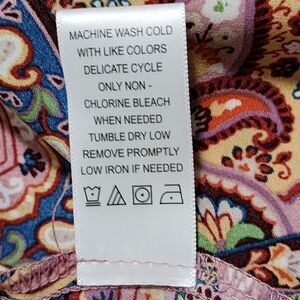 MACHINE WASH COLD
WITH LIKE COLORS
DELICATE CYCLE
ONLY NON -
CHLORINE BLEACH
WHEN NEEDED
TUMBLE DRY LOW
REMOVE PROMPTLY
LOW IRON IF NEEDED